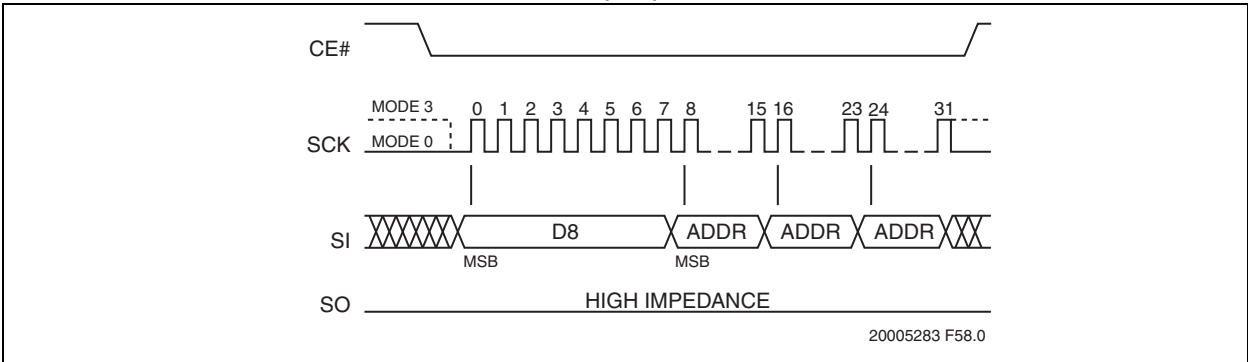 CE#
MODE 3 0 1 2 3 4 5 6 7 8 15 16 23 24 31
SCK MODE 0
SI D8 ADDR ADDR ADDR
MSB MSB
SO HIGH IMPEDANCE
20005283 F58.0